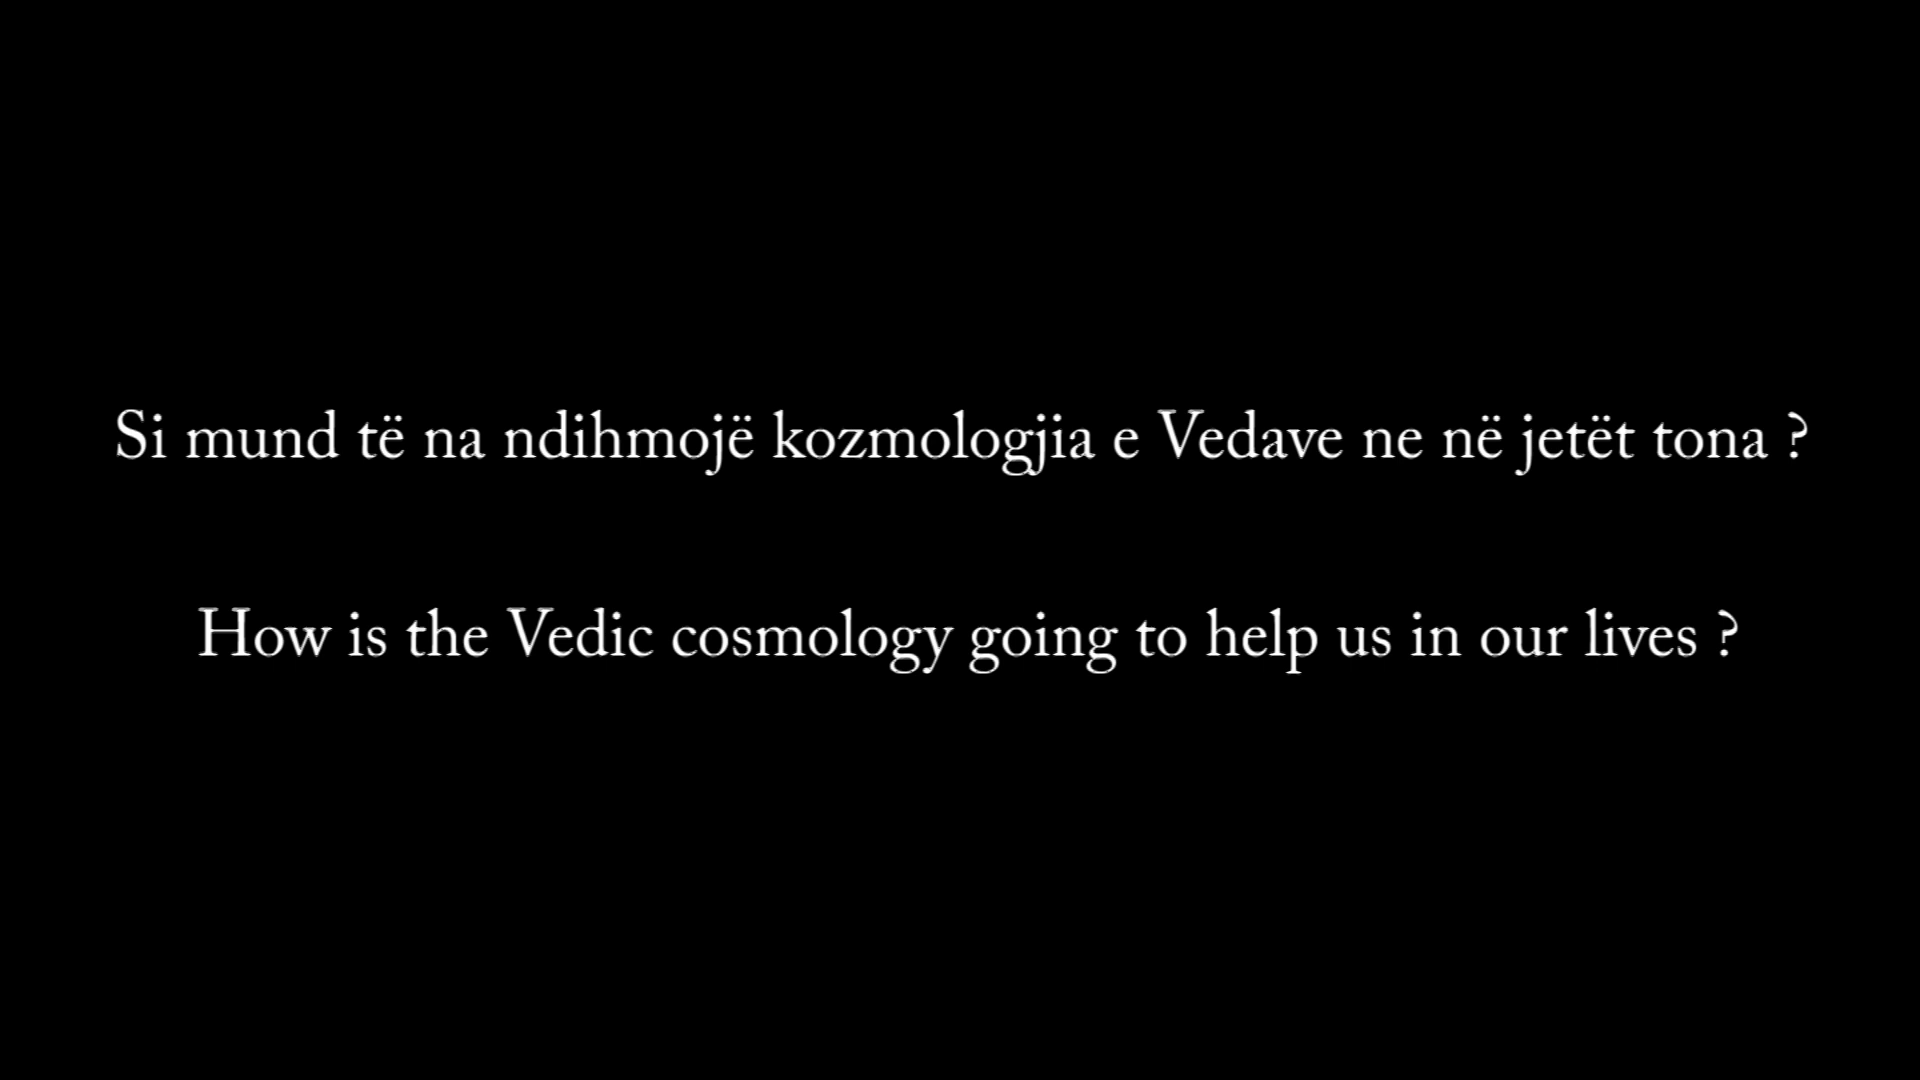 Si mund të na ndihmojë kozmologjia e Vedave ne në jetët tona ?
How is the Vedic cosmology going to help us in our lives ?